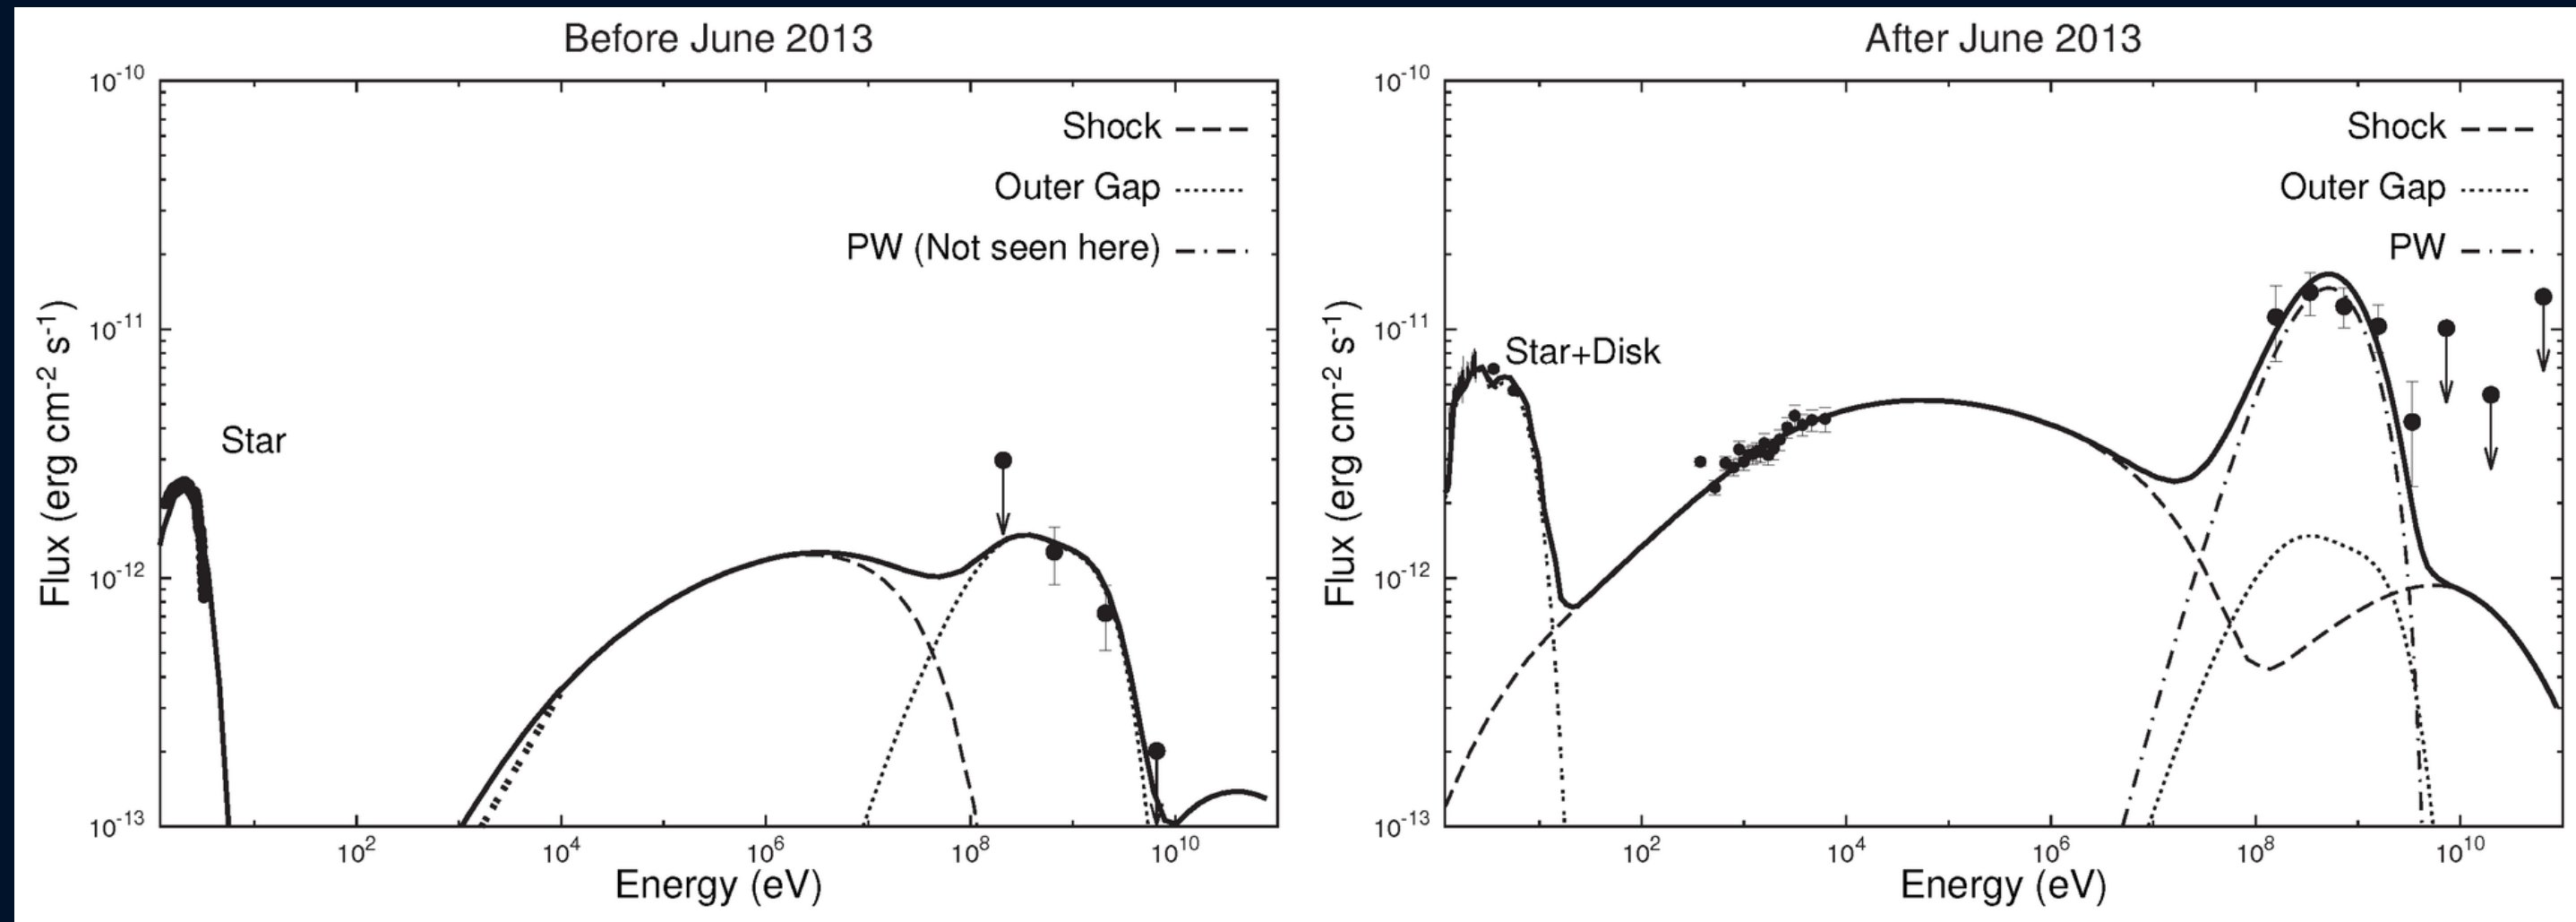 Before June 2013
Flux (erg cm-2 s-1)
10-10
10-11
10-12
10-13
Shock
Outer Gap
PW (Not seen here)
Star
102
104
106
108
1010
Energy (eV)
After June 2013
Flux (erg cm-2 s-1)
10-10
10-11
10-12
10-13
Shock
Outer Gap
PW
Star+Disk
102
104
106
108
1010
Energy (eV)